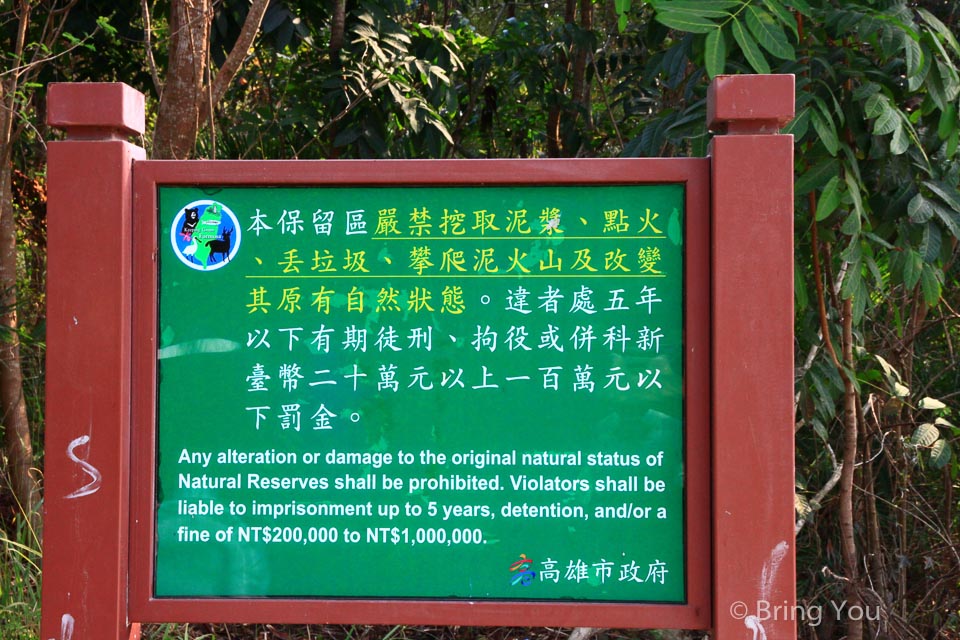 本保留區嚴禁挖取泥漿、點火
、丟垃圾、攀爬泥火山及改變
其原有自然狀態。違者處五年
以下有期徒刑、拘役或併科新
臺幣二十萬元以上一百萬元以
下罰金。
Any alteration or damage to the original natural status of
Natural Reserves shall be prohibited. Violators shall be
liable to imprisonment up to 5 years, detention, and/or a
fine of NT$200,000 to NT$1,000,000.
高雄市政府
© Bring You